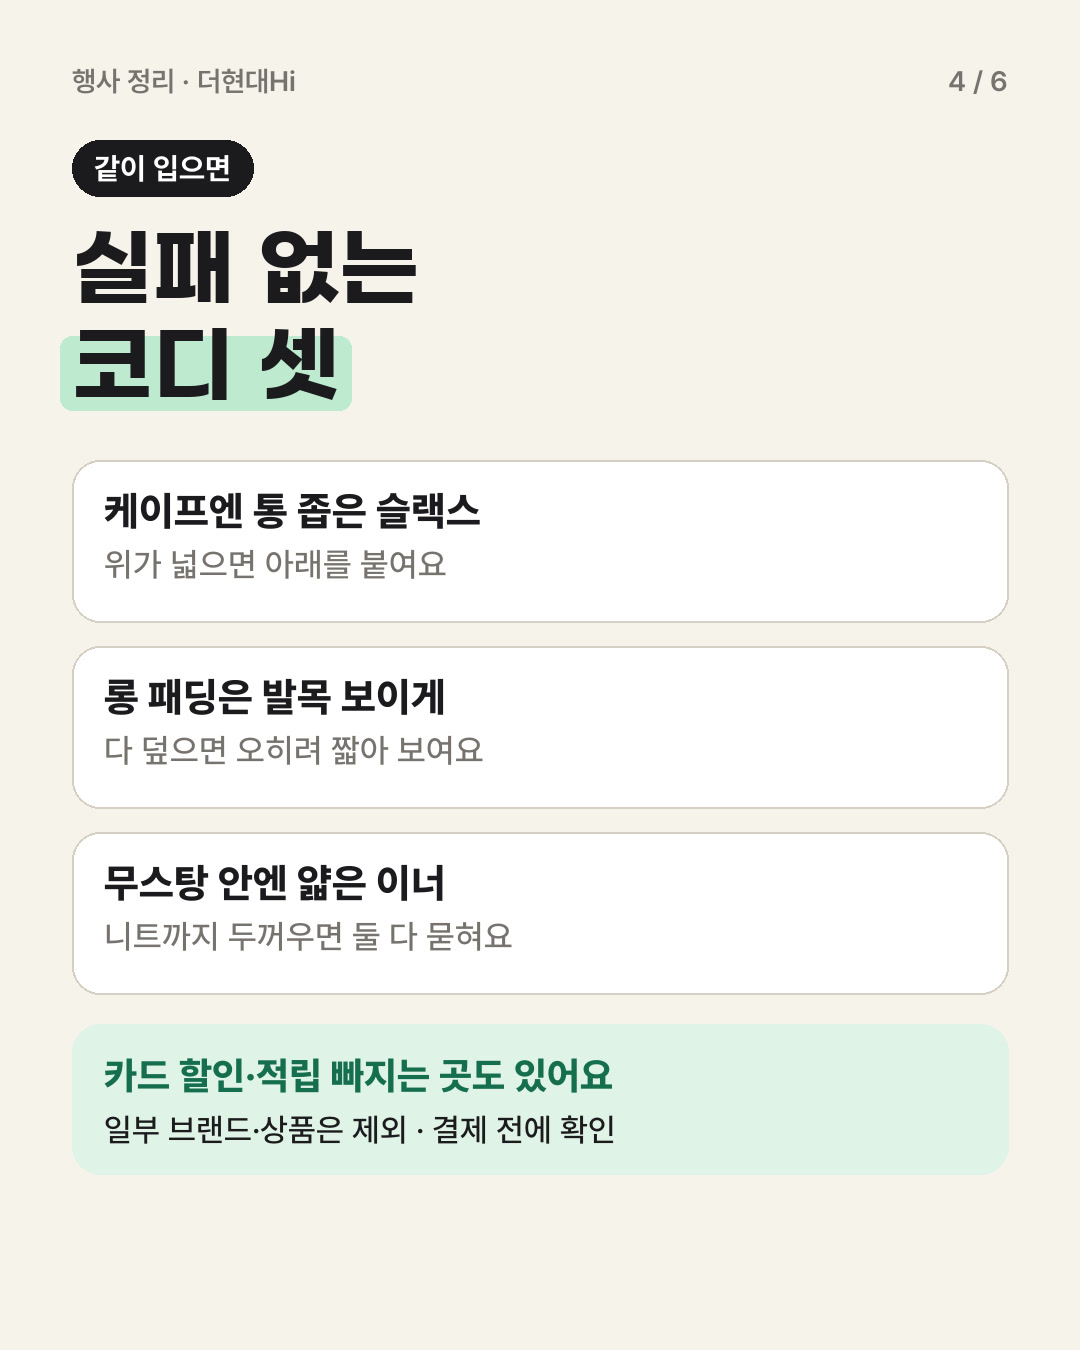 행사 정리 · 더현대Hi
4 / 6
같이 입으면
실패 없는
코디 셋
케이프엔 통 좁은 슬랙스
위가 넓으면 아래를 붙여요
롱 패딩은 발목 보이게
다 덮으면 오히려 짧아 보여요
무스탕 안엔 얇은 이너
니트까지 두꺼우면 둘 다 묻혀요
카드 할인·적립 빠지는 곳도 있어요
일부 브랜드·상품은 제외 · 결제 전에 확인